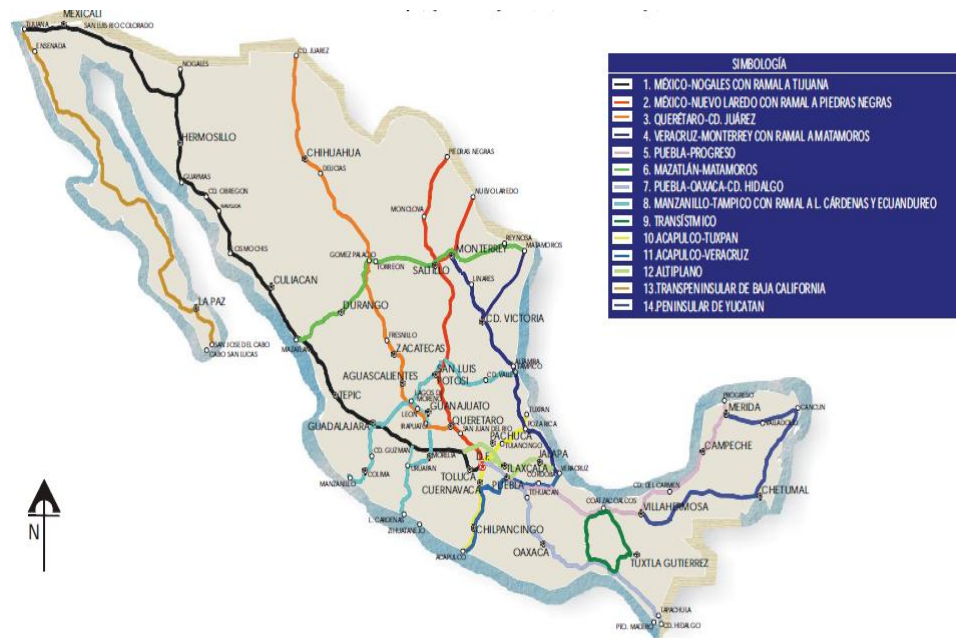 MEXICALI
TIJUANA
SAN LUIS RIO COLORADO
ENSENADA
NOGALES
CD. JUAREZ
HERMOSILLO
CHIHUAHUA
DELICIAS
PIEDRAS NEGRAS
GUAYMAS
CD. OBREGON
NUEVO LAREDO
MONCLOVA
LOS MOCHIS
GOMEZ PALACIO
TORREON
MONTERREY
REYNOSA
MATAMOROS
SALTILLO
CULIACAN
LINARES
LA PAZ
DURANGO
CD. VICTORIA
SAN JOSE DEL CABO
CABO SAN LUCAS
MAZATLAN
FRESNILLO
ZACATECAS
ALTAMIRA
TAMPICO
SAN LUIS
POTOSI
CD. VALLES
AGUASCALIENTES
TEPIC
LAGOS DE
MORENO
LEON
GUANAJUATO
IRAPUATO
QUERETARO
SAN JUAN DEL RIO
TUXPAN
POZA RICA
PACHUCA
TULANCINGO
GUADALAJARA
CD. GUZMAN
MORELIA
D.F.
TLAXCALA
JALAPA
VERACRUZ
CORDOBA
COLIMA
MANZANILLO
URUAPAN
TOLUCA
CUERNAVACA
PUEBLA
TEHUACAN
L. CARDENAS
ZIHUATANEJO
CHILPANCINGO
ACAPULCO
OAXACA
COATZACOALCOS
CD. DEL CARMEN
VILLAHERMOSA
TUXTLA GUTIERREZ
TAPACHULA
PTO. MADERO
CD. HIDALGO
PROGRESO
MERIDA
CANCUN
VALLADOLID
CAMPECHE
CHETUMAL
N
SIMBOLOGÍA
1. MÉXICO-NOGALES CON RAMAL A TIJUANA
2. MÉXICO-NUEVO LAREDO CON RAMAL A PIEDRAS NEGRAS
3. QUERÉTARO-CD. JUÁREZ
4. VERACRUZ-MONTERREY CON RAMAL A MATAMOROS
5. PUEBLA-PROGRESO
6. MAZATLÁN-MATAMOROS
7. PUEBLA-OAXACA-CD. HIDALGO
8. MANZANILLO-TAMPICO CON RAMAL A L. CÁRDENAS Y ECUANDUREO
9. TRANSÍSTMICO
10. ACAPULCO-TUXPAN
11. ACAPULCO-VERACRUZ
12. ALTIPLANO
13. TRANSPENINSULAR DE BAJA CALIFORNIA
14. PENINSULAR DE YUCATAN